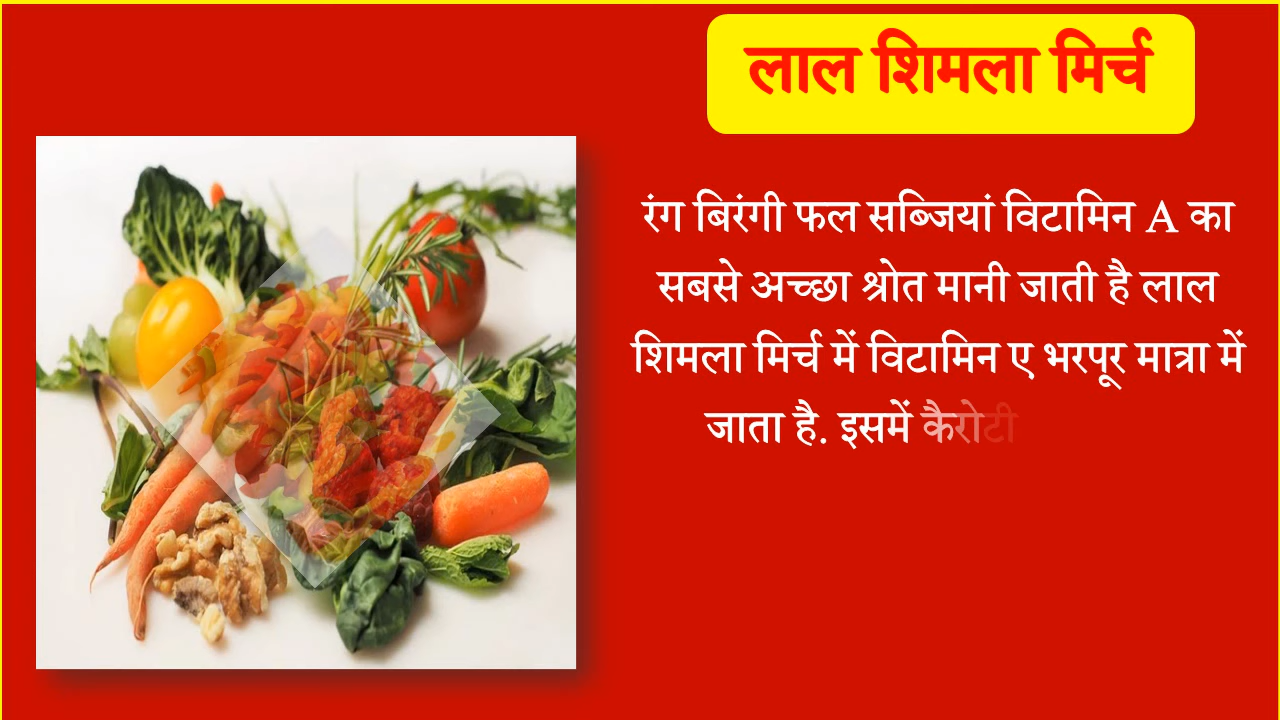 लाल शिमला मिर्च
रंग बिरंगी फल सब्जियां विटामिन A का
सबसे अच्छा श्रोत मानी जाती है लाल
शिमला मिर्च में विटामिन ए भरपूर मात्रा में
जाता है. इसमें कैरोटी